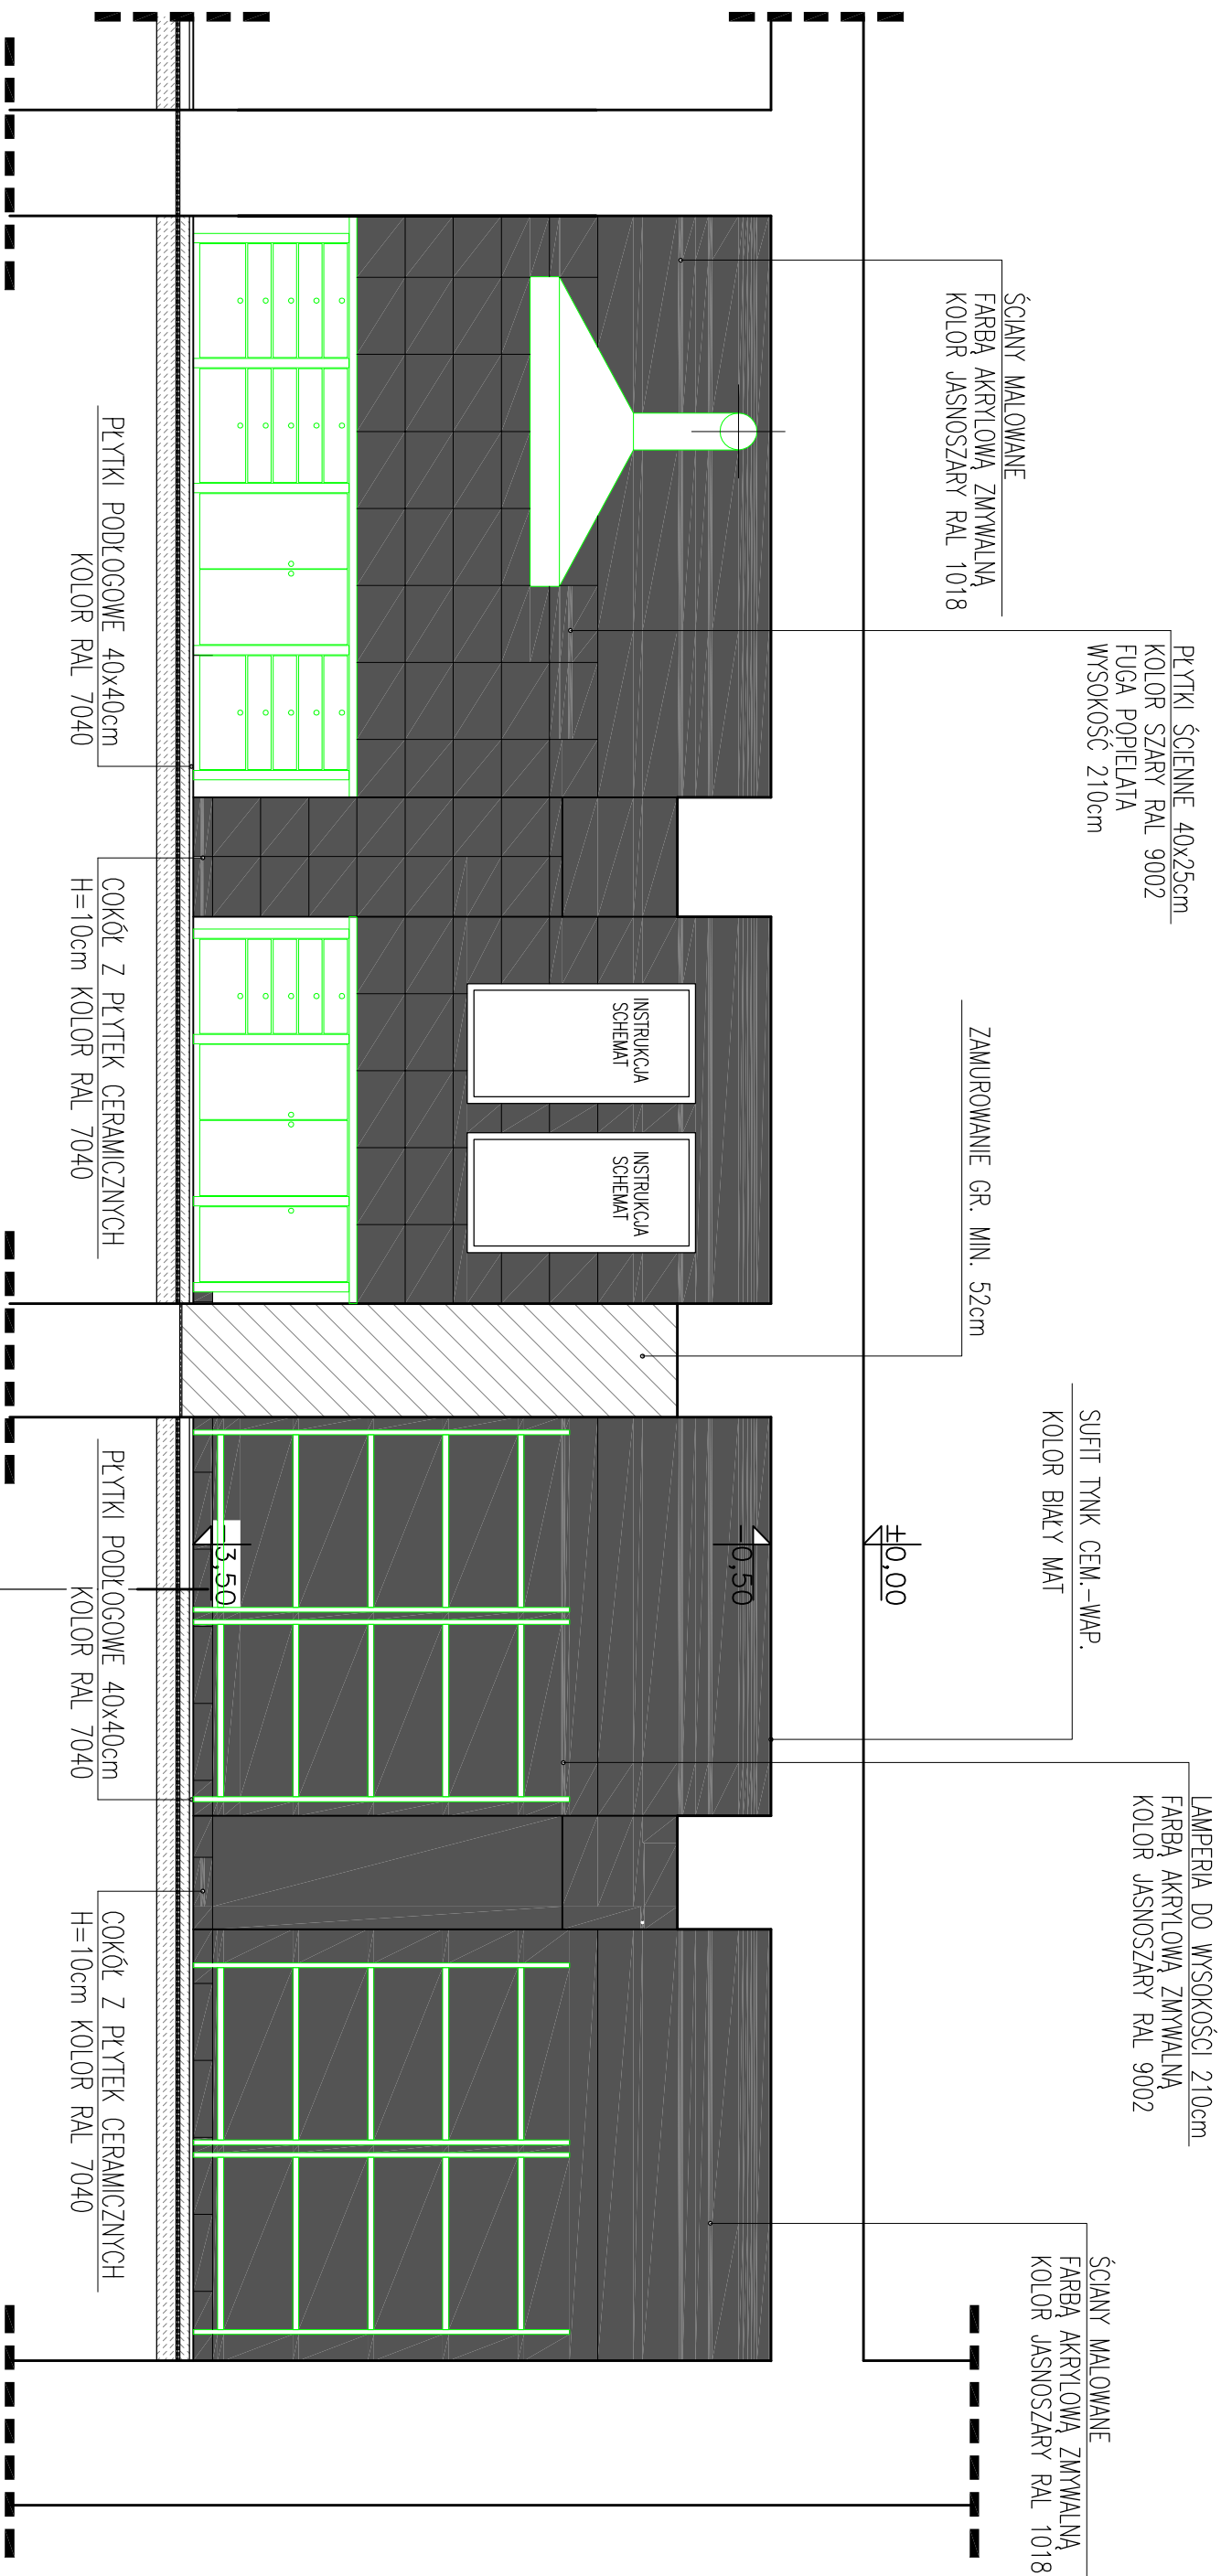 ŚCIANY MALOWANE
FARBĄ AKRYLOWĄ ZMYWALNĄ
KOLOR JASNOSZARY RAL 1018
PŁYTKI ŚCIENNE 40x25cm
KOLOR SZARY RAL 9002
FUGA POPIELATA
WYSOKOŚĆ 210cm
ZAMUROWANIE GR. MIN. 52cm
SUFIT TYNK CEM.-WAP.
KOLOR BIAŁY MAT
LAMPERIA DO WYSOKOŚCI 210cm
FARBĄ AKRYLOWĄ ZMYWALNĄ
KOLOR JASNOSZARY RAL 9002
ŚCIANY MALOWANE
FARBĄ AKRYLOWĄ ZMYWALNĄ
KOLOR JASNOSZARY RAL 1018
±0,00
-0,50
-3,50
INSTRUKCJA
SCHEMAT
INSTRUKCJA
SCHEMAT
PŁYTKI PODŁOGOWE 40x40cm
KOLOR RAL 7040
COKÓŁ Z PŁYTEK CERAMICZNYCH
H=10cm KOLOR RAL 7040
PŁYTKI PODŁOGOWE 40x40cm
KOLOR RAL 7040
COKÓŁ Z PŁYTEK CERAMICZNYCH
H=10cm KOLOR RAL 7040